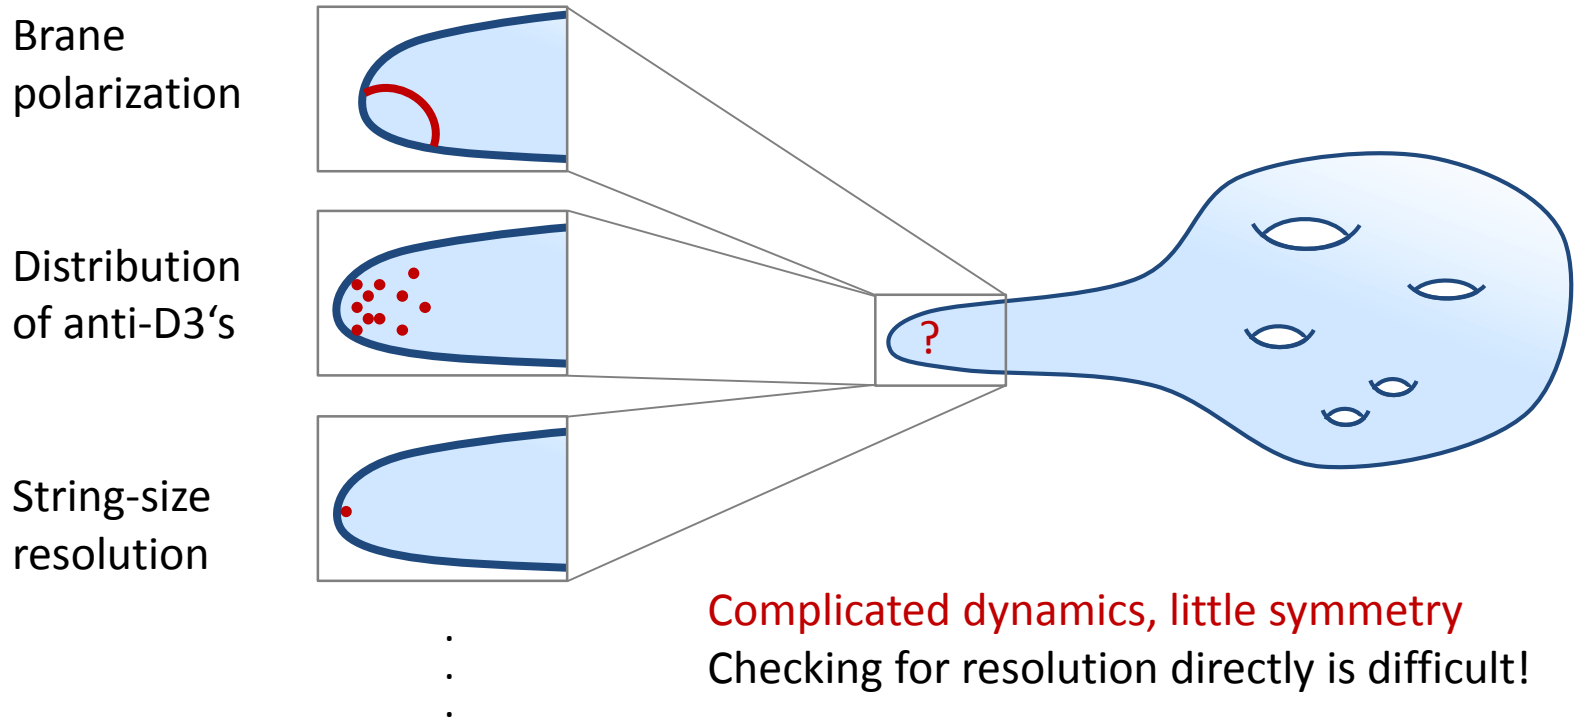 Brane
polarization
Distribution
of anti-D3‘s
?
String-size
resolution
Complicated dynamics, little symmetry
Checking for resolution directly is difficult!
.
.
.